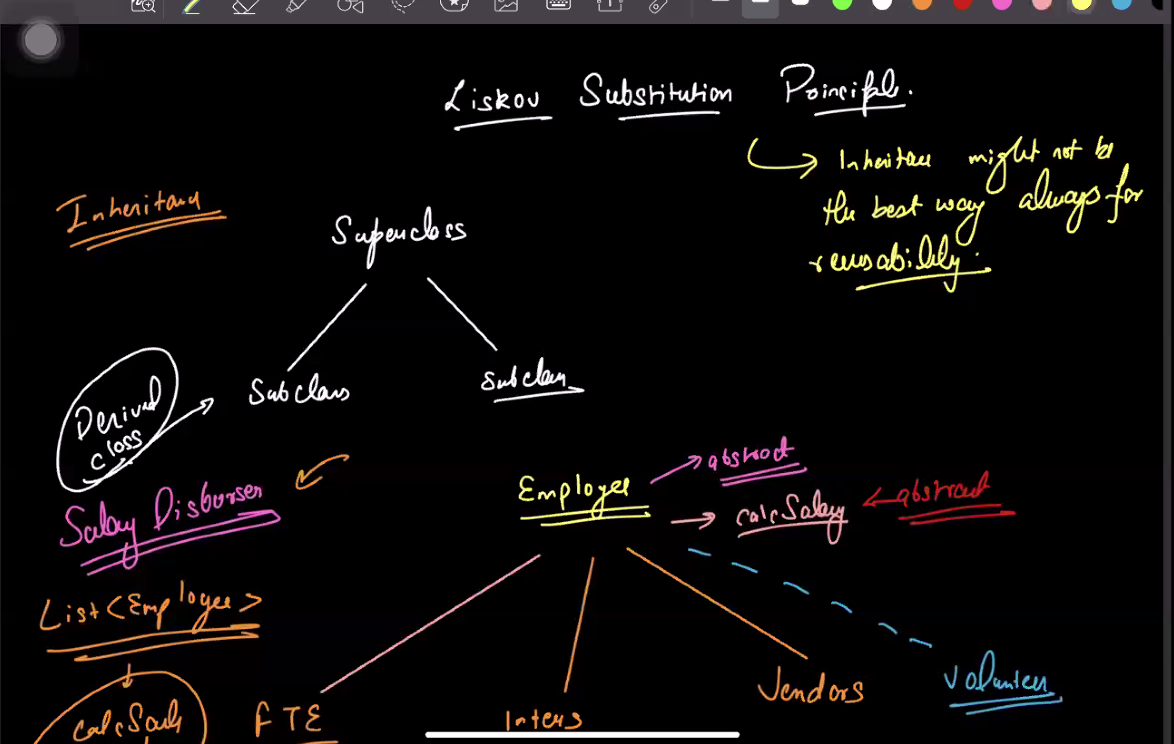 Liskov Substitution Principle.
Inheritance might not be
the best way always for
reusability.
Inheritance
Superclass
Subclass
subclass
Derived
class
Employee
abstract
calcSalary
abstract
Salary Disburser
List<Employee>
Volunteer
Vendors
FTE
Interns